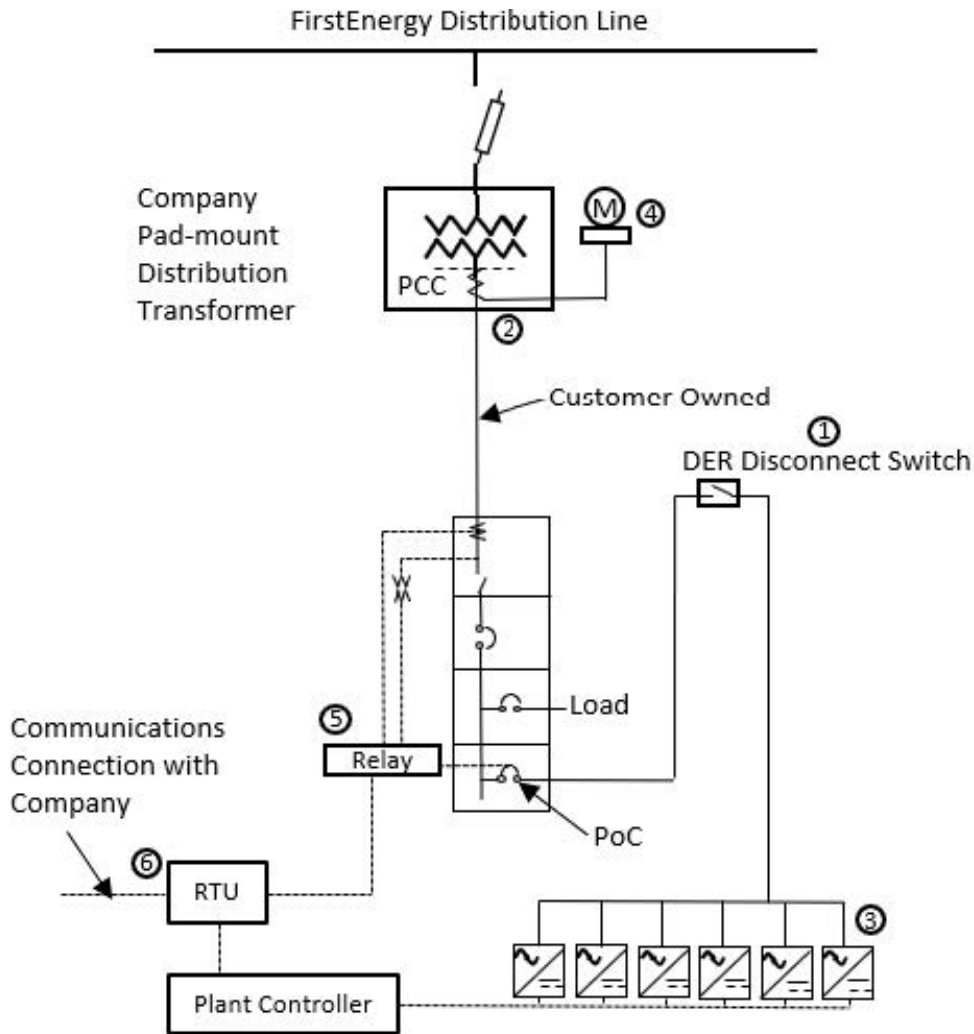 FirstEnergy Distribution Line
Company
Pad-mount
Distribution
Transformer
M
4
PCC
2
Customer Owned
1
DER Disconnect Switch
Load
5
Relay
Communications
Connection with
Company
PoC
6
RTU
3
Plant Controller